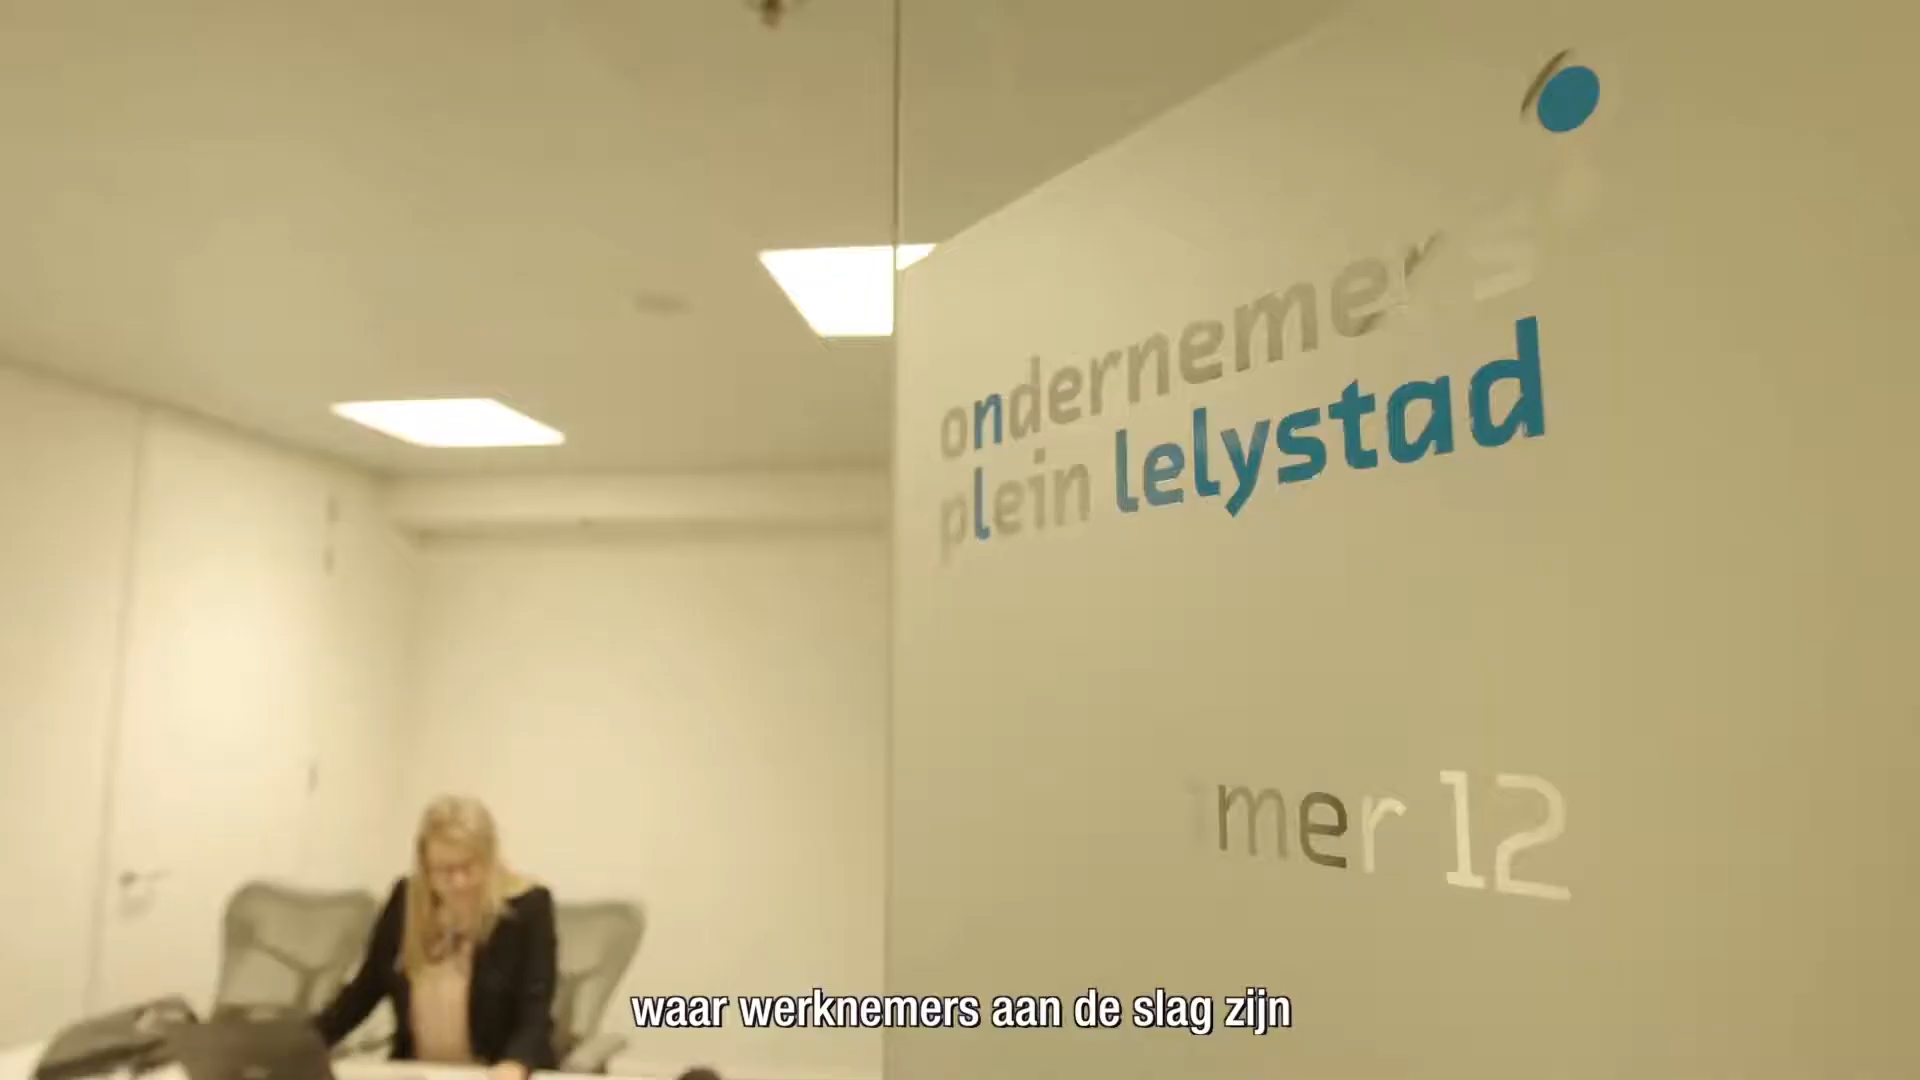 ondernemers
plein lelystad
mer 12
waar werknemers aan de slag zijn